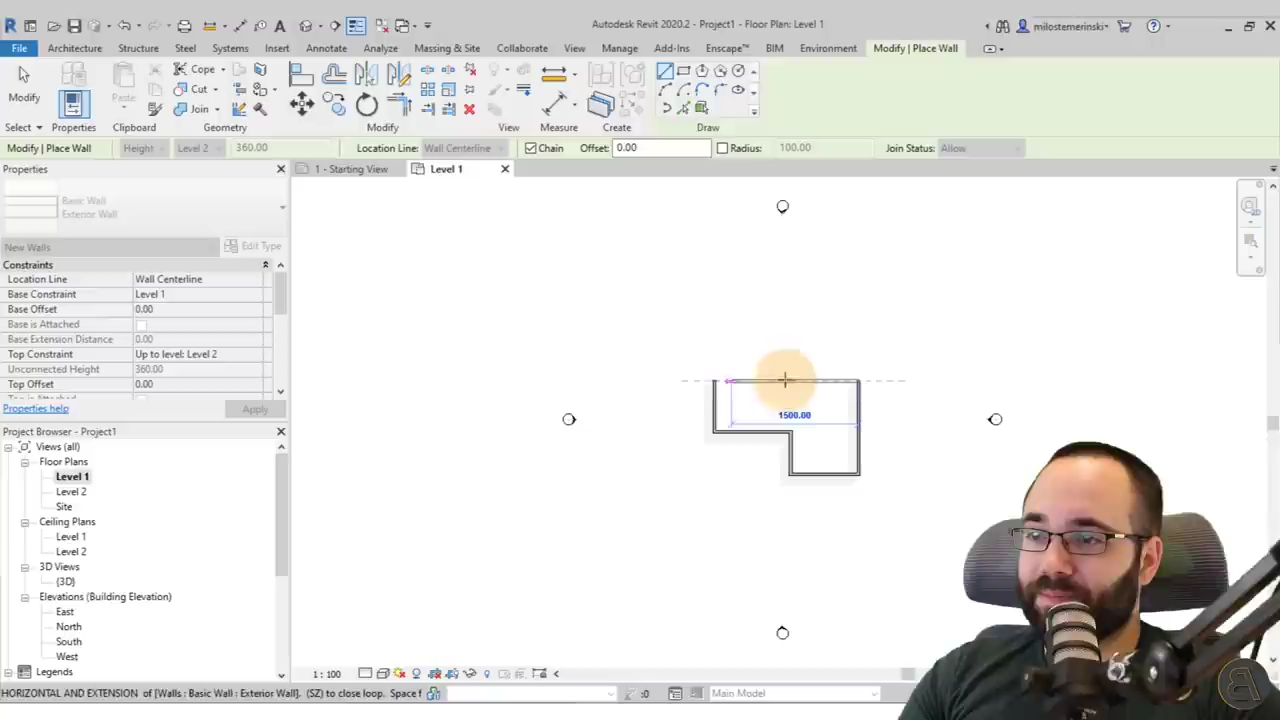 Autodesk Revit 2020.2 - Project1 - Floor Plan: Level 1
milostemerinski
File Architecture Structure Steel Systems Insert Annotate Analyze Massing & Site Collaborate View Manage Add-Ins Enscape™ BIM Environment Modify | Place Wall
Modify
Paste
Cope
Cut
Join
Select Properties Clipboard Geometry Modify View Measure Create Draw
Modify | Place Wall Height Level 2 360.00 Location Line: Wall Centerline Chain Offset: 0.00 Radius: 100.00 Join Status: Allow
Properties
1 - Starting View
Level 1
Basic Wall
Exterior Wall
New Walls Edit Type
Constraints
Location Line Wall Centerline
Base Constraint Level 1
Base Offset 0.00
Base is Attached
Base Extension Distance 0.00
Top Constraint Up to level: Level 2
Unconnected Height 360.00
Top Offset 0.00
Properties help Apply
1500.00
Project Browser - Project1
Views (all)
Floor Plans
Level 1
Level 2
Site
Ceiling Plans
Level 1
Level 2
3D Views
{3D}
Elevations (Building Elevation)
East
North
South
West
Legends
1 : 100
HORIZONTAL AND EXTENSION of [Walls : Basic Wall : Exterior Wall]. (SZ) to close loop. Space f
:0
Main Model